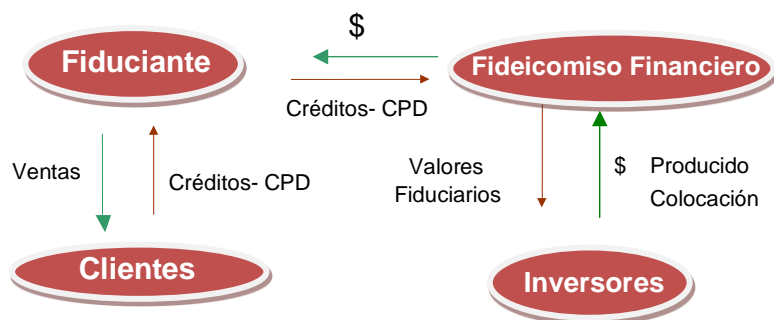 $
Fiduciante
Fideicomiso Financiero
Créditos- CPD
Ventas
Créditos- CPD
Valores
Fiduciarios
$ Producido
Colocación
Clientes
Inversores